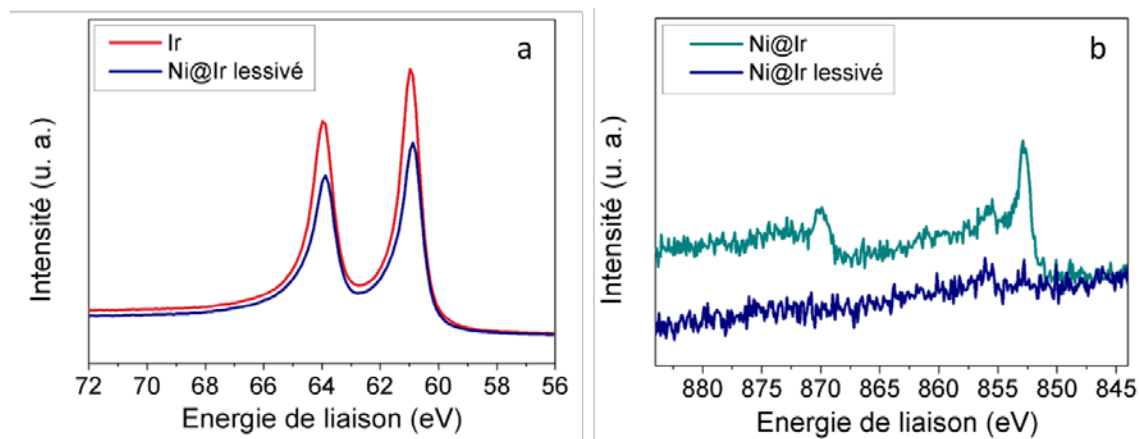 Ir
Ni@Ir lessivé
a
Intensité (u. a.)
72 70 68 66 64 62 60 58 56
Energie de liaison (eV)
Ni@Ir
Ni@Ir lessivé
b
Intensité (u. a.)
880 875 870 865 860 855 850 845
Energie de liaison (eV)